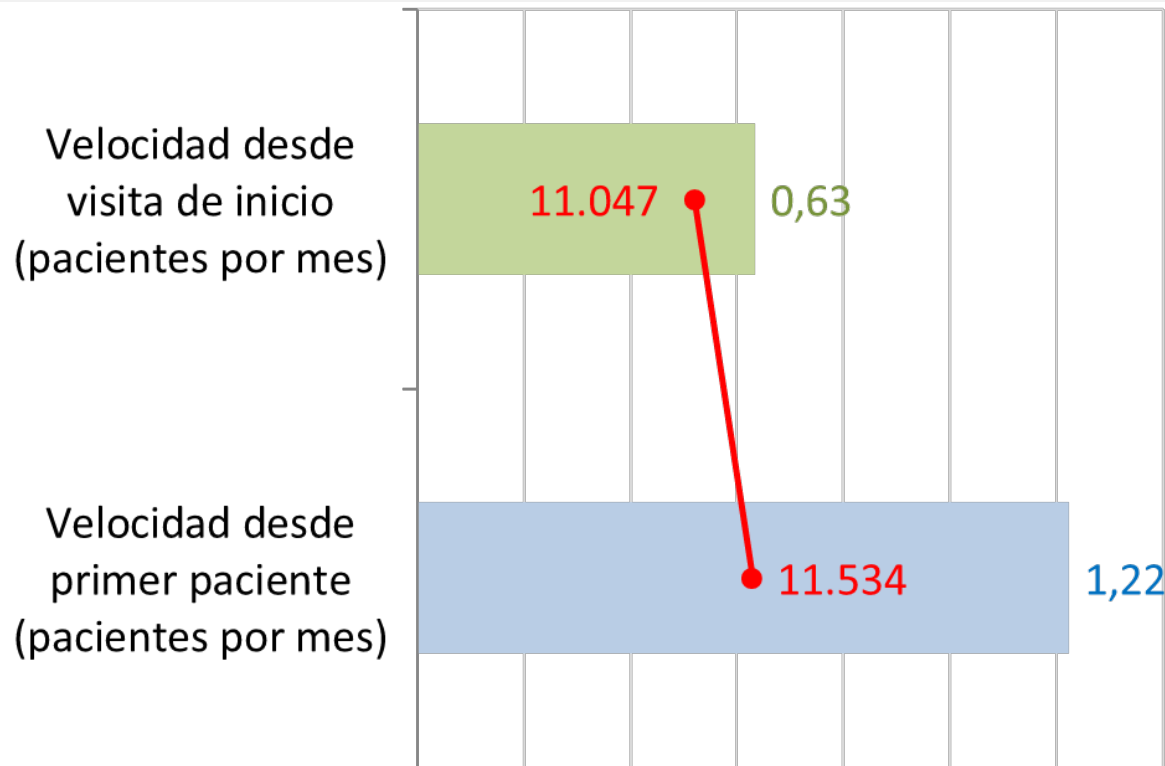 Velocidad desde
visita de inicio
(pacientes por mes)
11.047
0,63
Velocidad desde
primer paciente
(pacientes por mes)
11.534
1,22